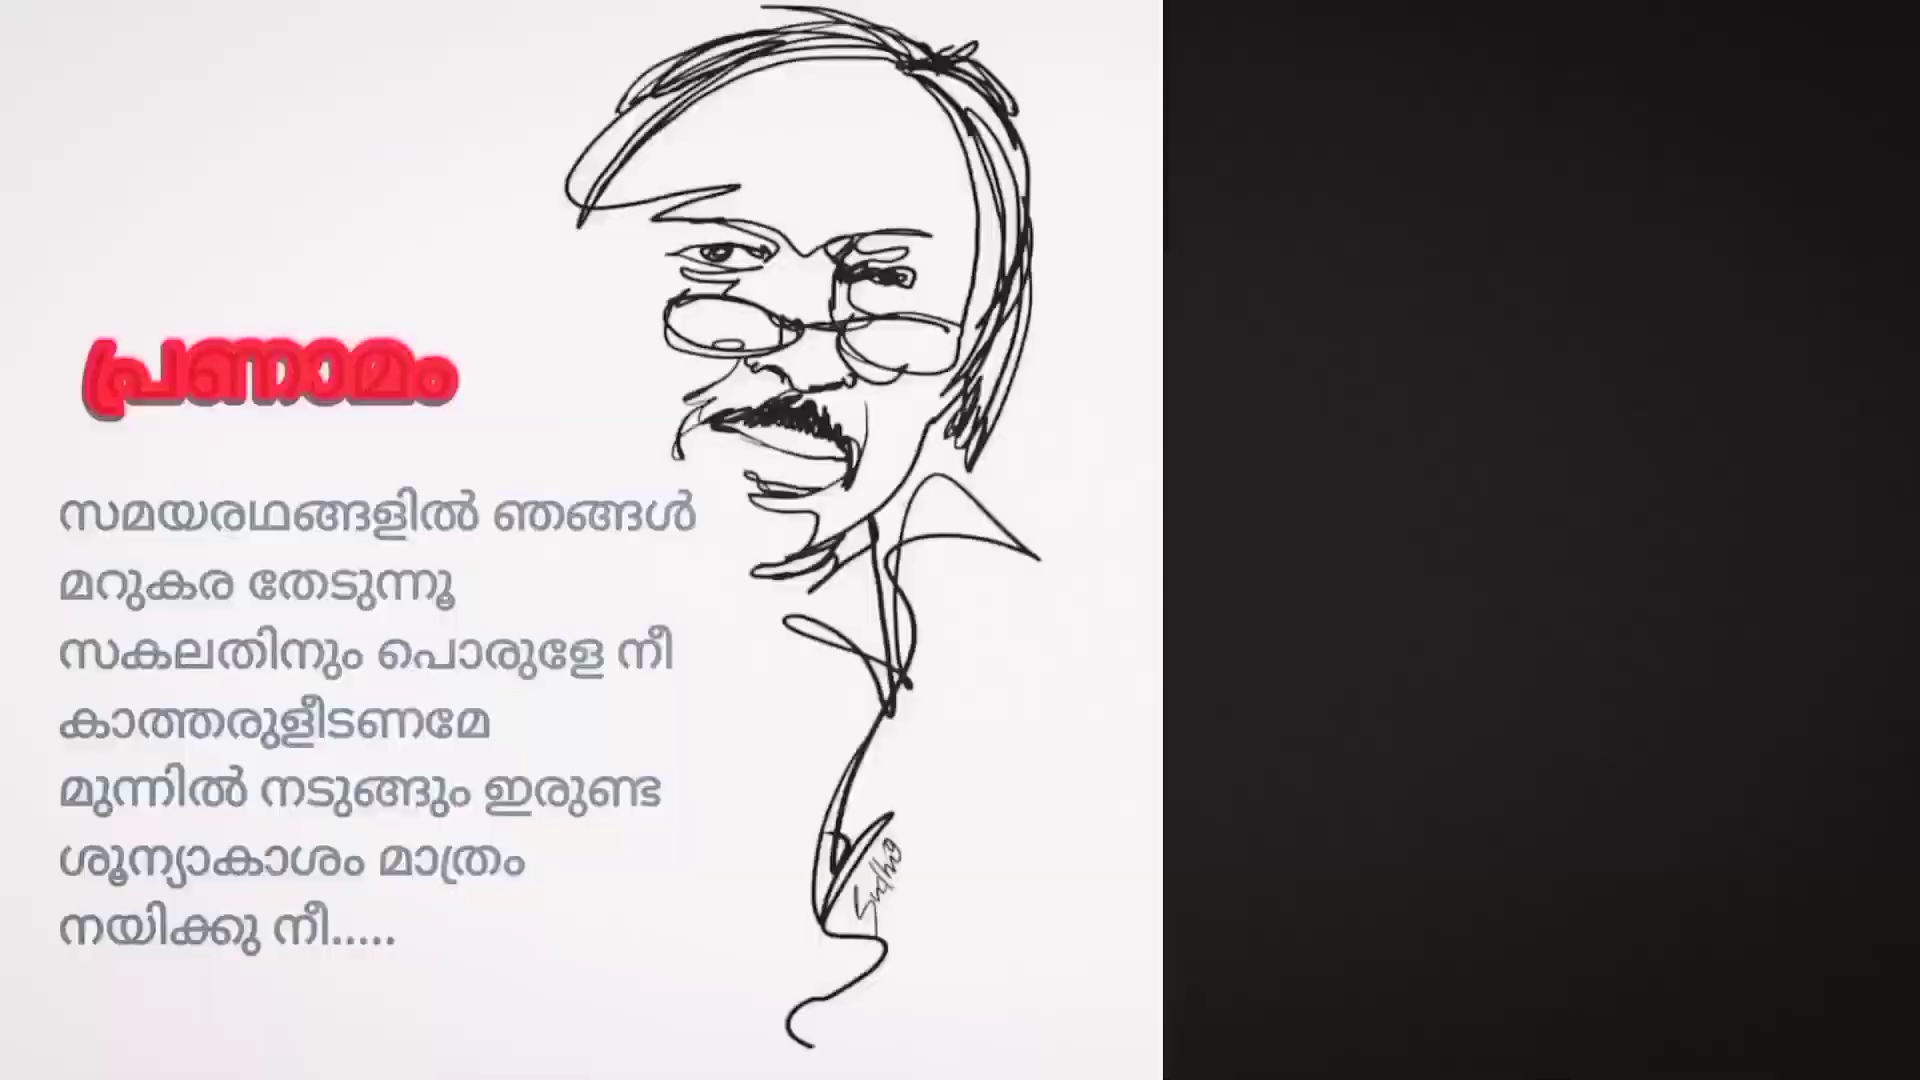 പ്രണാമം
സമയരഥങ്ങളിൽ ഞങ്ങൾ
മറുകര തേടുന്നൂ
സകലതിനും പൊരുളേ നീ
കാത്തരുളീടണമേ
മുന്നിൽ നടുങ്ങും ഇരുണ്ട
ശൂന്യാകാശം മാത്രം
നയിക്കു നീ.....